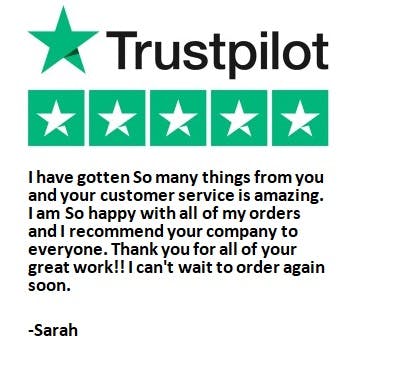 Trustpilot
I have gotten So many things from you
and your customer service is amazing.
I am So happy with all of my orders
and I recommend your company to
everyone. Thank you for all of your
great work!! I can't wait to order again
soon.
-Sarah